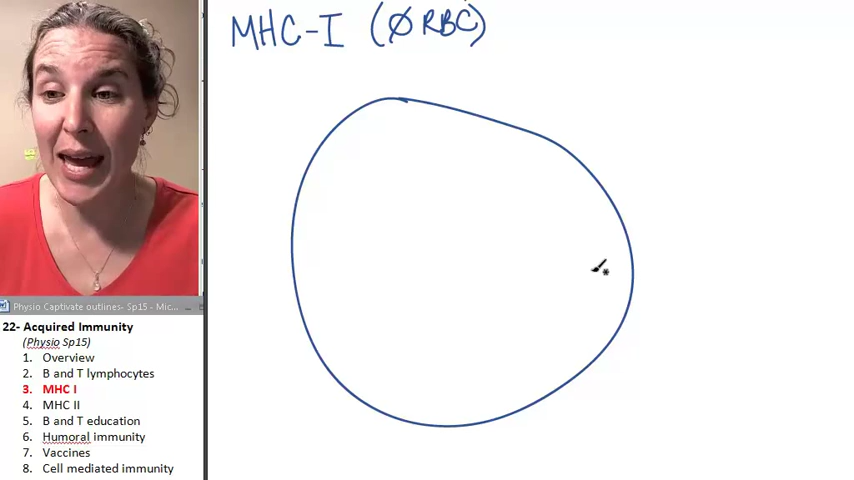 MHC-I (Ø RBC)
Physio Captivate outlines- Sp15 - Mic...
22- Acquired Immunity
(Physio Sp15)
1. Overview
2. B and T lymphocytes
3. MHC I
4. MHC II
5. B and T education
6. Humoral immunity
7. Vaccines
8. Cell mediated immunity